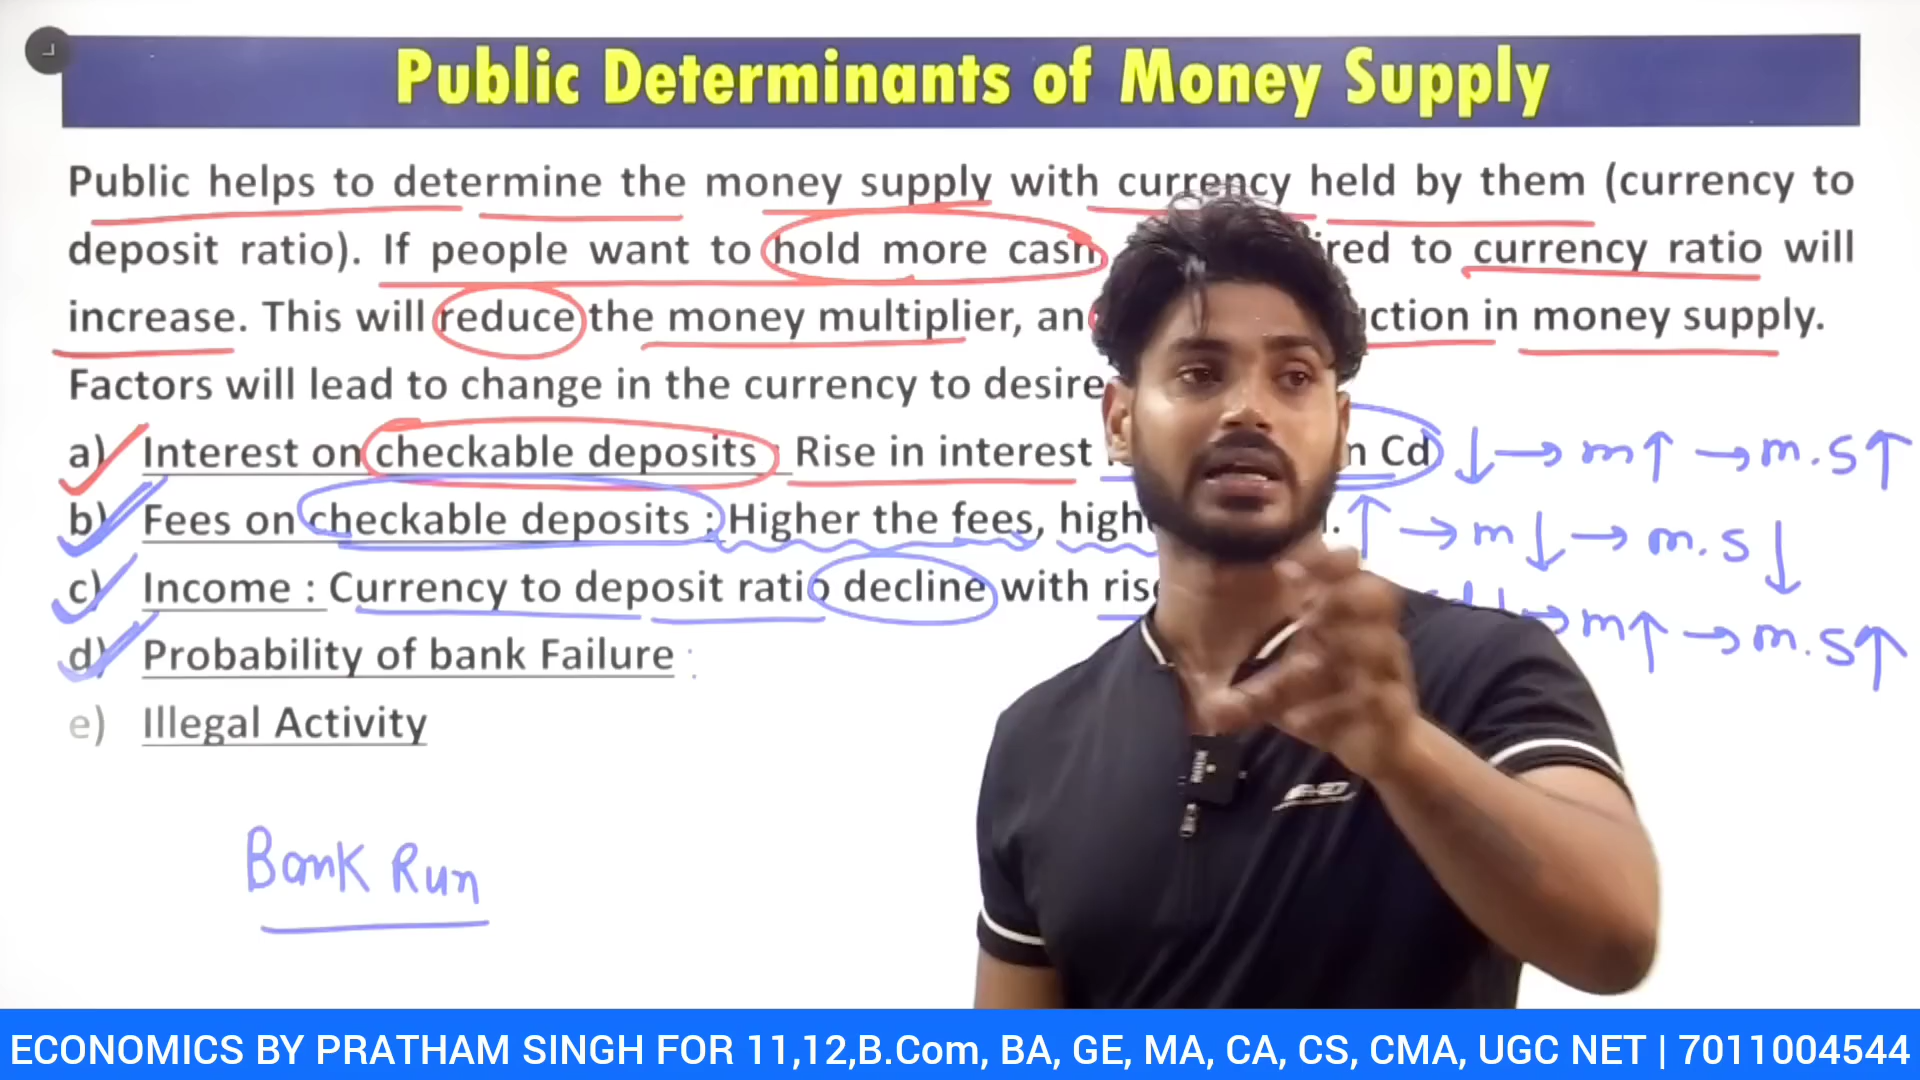 Public Determinants of Money Supply
Public helps to determine the money supply with currency held by them (currency to
deposit ratio). If people want to hold more cash red to currency ratio will
increase. This will reduce the money multiplier, an uction in money supply.
Factors will lead to change in the currency to desire
a) Interest on checkable deposits : Rise in interest n Cd ↓ → m↑ → m.s↑
b) Fees on checkable deposits : Higher the fees, high . ↑ → m↓ → m.s↓
c) Income : Currency to deposit ratio decline with rise → m↑ → m.s↑
d) Probability of bank Failure :
e) Illegal Activity
Bank Run
ECONOMICS BY PRATHAM SINGH FOR 11,12,B.Com, BA, GE, MA, CA, CS, CMA, UGC NET | 7011004544